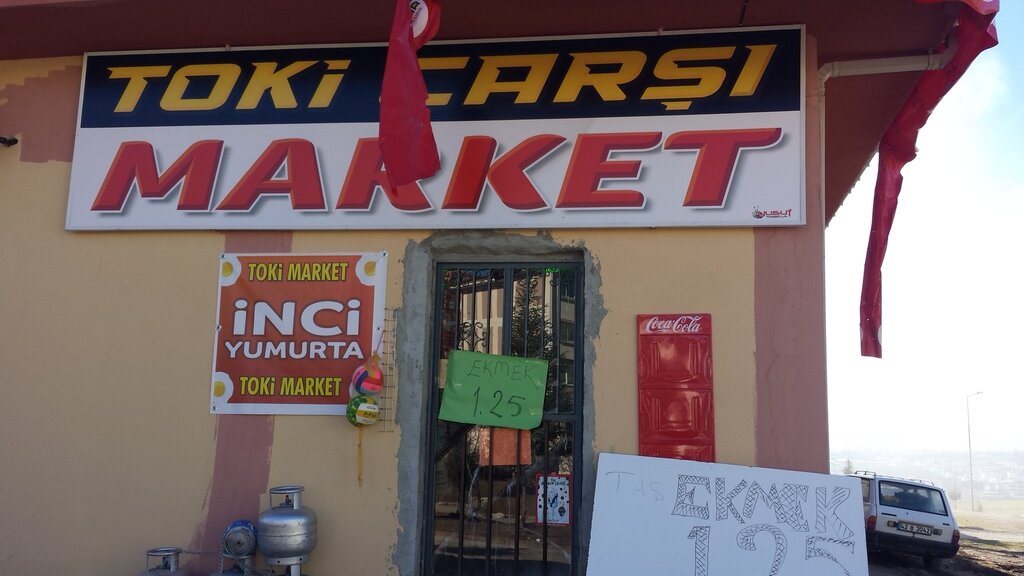 TOKİ ÇARŞI
MARKET
TOKİ MARKET
İNCİ
YUMURTA
TOKİ MARKET
EKMEK
1.25
Coca-Cola
TAŞ EKMEK
125